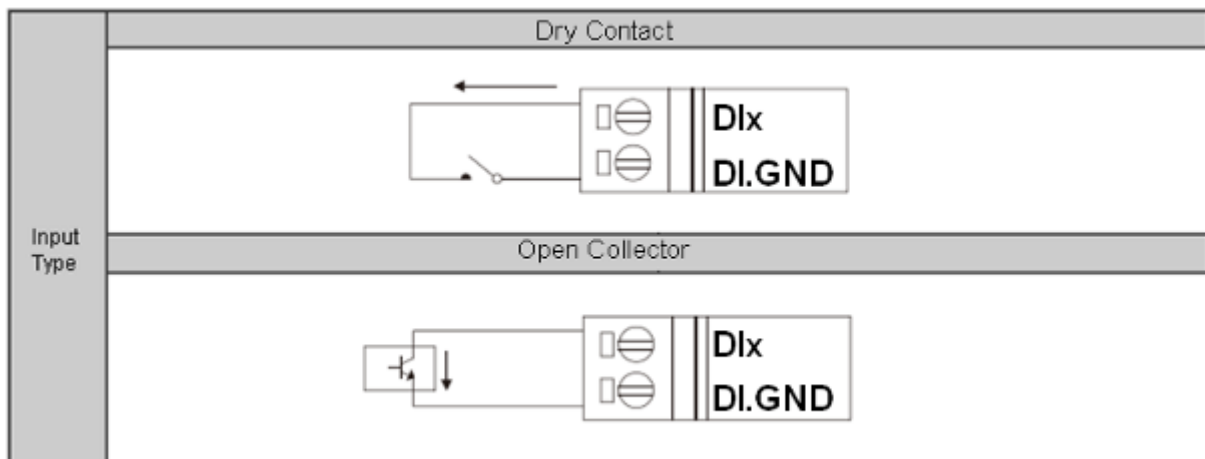 Dry Contact
DIx
DI.GND
Input
Type
Open Collector
DIx
DI.GND